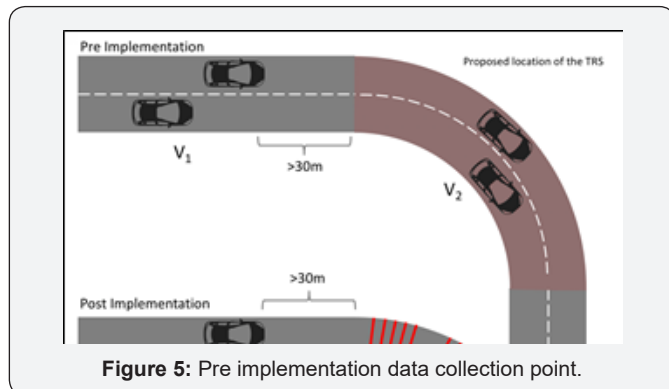 Pre Implementation
Proposed location of the TRS
V1
>30m
V2
>30m
Post Implementation
Figure 5: Pre implementation data collection point.